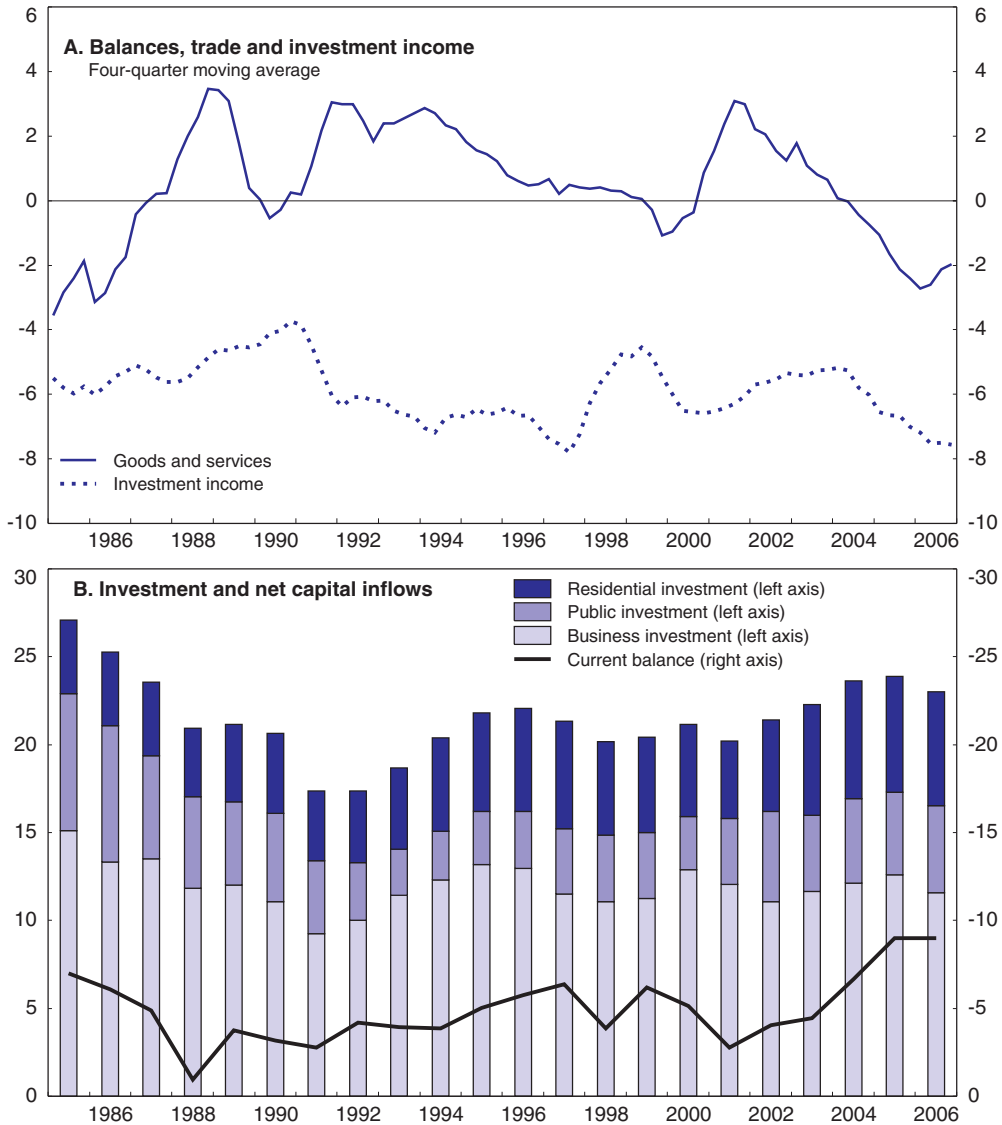 A. Balances, trade and investment income
Four-quarter moving average
6 6
4 4
2 2
0 0
-2 -2
-4 -4
-6 -6
-8 -8
-10 -10
Goods and services
Investment income
1986 1988 1990 1992 1994 1996 1998 2000 2002 2004 2006
B. Investment and net capital inflows
30 -30
25 -25
20 -20
15 -15
10 -10
5 -5
0 0
Residential investment (left axis)
Public investment (left axis)
Business investment (left axis)
Current balance (right axis)
1986 1988 1990 1992 1994 1996 1998 2000 2002 2004 2006